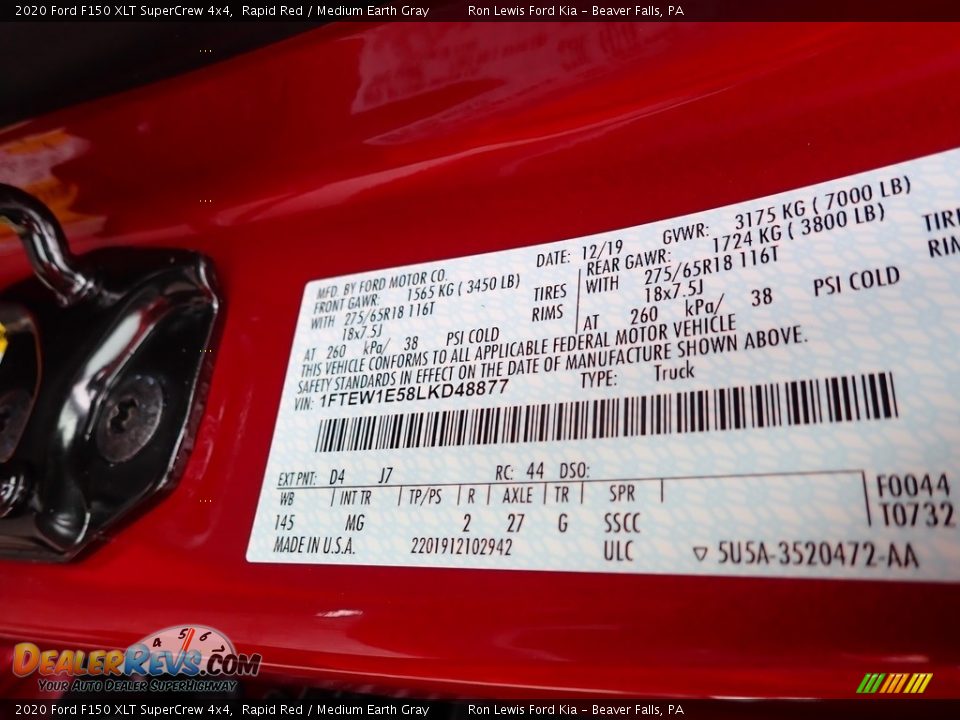 2020 Ford F150 XLT SuperCrew 4x4, Rapid Red / Medium Earth Gray Ron Lewis Ford Kia - Beaver Falls, PA
MFD. BY FORD MOTOR CO. DATE: 12/19 GVWR: 3175 KG ( 7000 LB)
FRONT GAWR: 1565 KG ( 3450 LB) REAR GAWR: 1724 KG ( 3800 LB)
WITH 275/65R18 116T TIRES WITH 275/65R18 116T TIRE
18x7.5J RIMS 18x7.5J RIM
AT 260 kPa/ 38 PSI COLD AT 260 kPa/ 38 PSI COLD
THIS VEHICLE CONFORMS TO ALL APPLICABLE FEDERAL MOTOR VEHICLE
SAFETY STANDARDS IN EFFECT ON THE DATE OF MANUFACTURE SHOWN ABOVE.
VIN: 1FTEW1E58LKD48877 TYPE: Truck
EXT PNT: D4 J7 RC: 44 DSO:
WB INT TR TP/PS R AXLE TR SPR F0044
145 MG 2 27 G SSCC T0732
MADE IN U.S.A. 2201912102942 ULC 5U5A-3520472-AA
4 5 6
DEALERREVS.COM
YOUR AUTO DEALER SUPERHIGHWAY
2020 Ford F150 XLT SuperCrew 4x4, Rapid Red / Medium Earth Gray Ron Lewis Ford Kia - Beaver Falls, PA